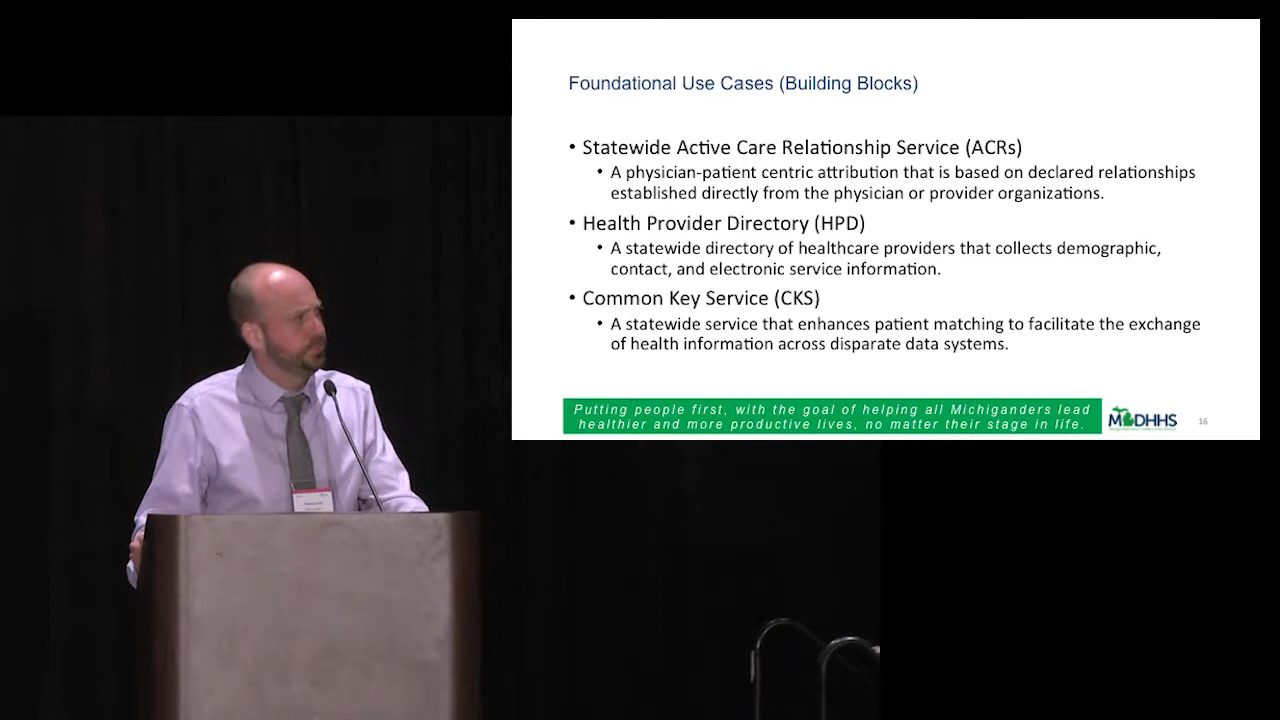 Foundational Use Cases (Building Blocks)
• Statewide Active Care Relationship Service (ACRs)
• A physician-patient centric attribution that is based on declared relationships
established directly from the physician or provider organizations.
• Health Provider Directory (HPD)
• A statewide directory of healthcare providers that collects demographic,
contact, and electronic service information.
• Common Key Service (CKS)
• A statewide service that enhances patient matching to facilitate the exchange
of health information across disparate data systems.
Putting people first, with the goal of helping all Michiganders lead
healthier and more productive lives, no matter their stage in life.
MDHHS
16